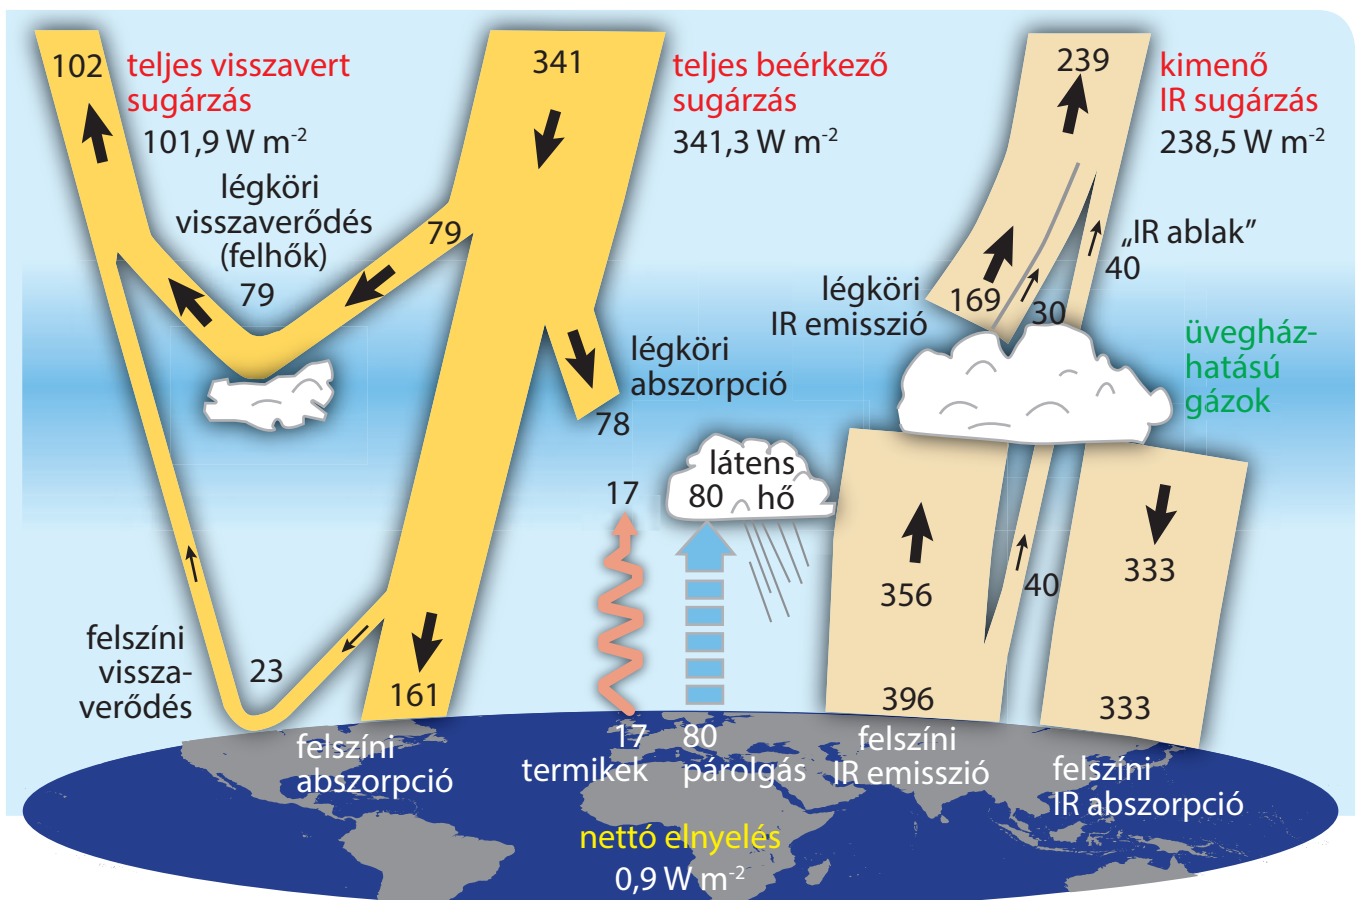 102
teljes visszavert
sugárzás
101,9 W m⁻²
341
teljes beérkező
sugárzás
341,3 W m⁻²
239
kimenő
IR sugárzás
238,5 W m⁻²
légköri
visszaverődés
(felhők)
79
79
„IR ablak”
40
légköri
IR emisszió
169
30
üvegház-
hatású
gázok
légköri
abszorpció
78
17
látens
80 hő
356
40
333
felszíni
vissza-
verődés
23
161
396
333
felszíni
abszorpció
17
termikek
80
párolgás
felszíni
IR emisszió
felszíni
IR abszorpció
nettó elnyelés
0,9 W m⁻²